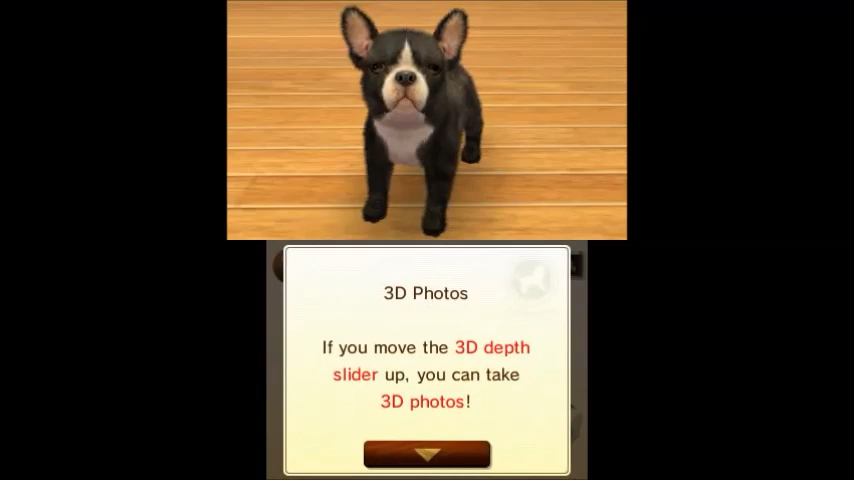 3D Photos
If you move the 3D depth
slider up, you can take
3D photos!